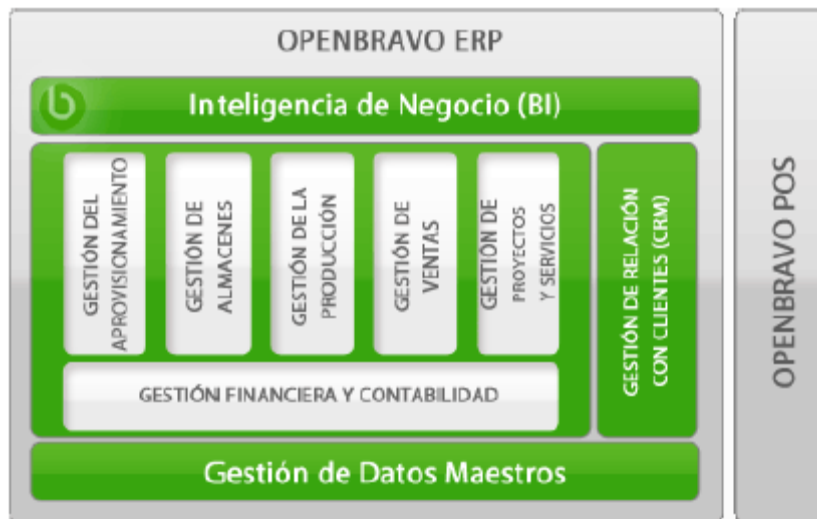 OPENBRAVO ERP
Inteligencia de Negocio (BI)
GESTIÓN DEL
APROVISIONAMIENTO
GESTIÓN DE
ALMACENES
GESTIÓN DE LA
PRODUCCIÓN
GESTIÓN DE
VENTAS
GESTIÓN DE
PROYECTOS
Y SERVICIOS
GESTIÓN FINANCIERA Y CONTABILIDAD
GESTIÓN DE RELACIÓN
CON CLIENTES (CRM)
Gestión de Datos Maestros
OPENBRAVO POS